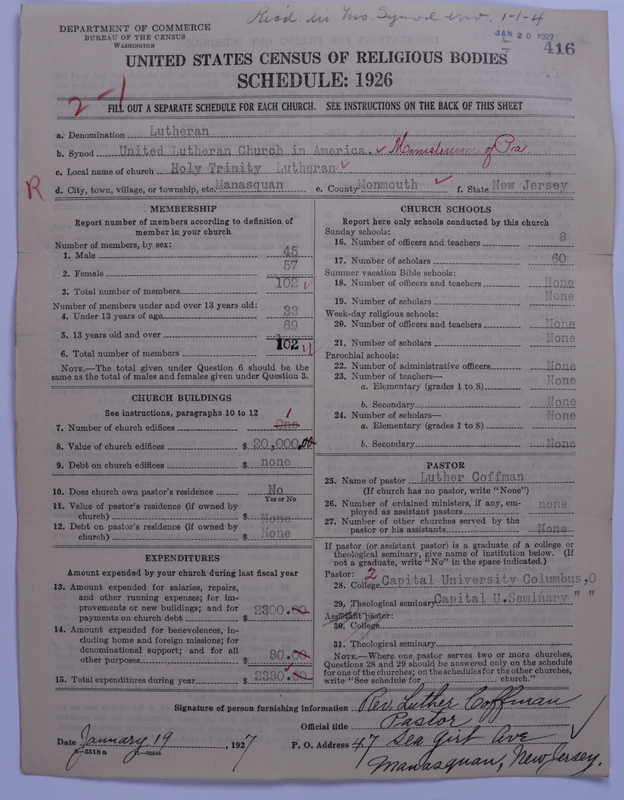 Rec'd in Mo. Synod env. 1-1-4
DEPARTMENT OF COMMERCE
BUREAU OF THE CENSUS
WASHINGTON
JAN 20 1927
416
UNITED STATES CENSUS OF RELIGIOUS BODIES
SCHEDULE: 1926
2-1
FILL OUT A SEPARATE SCHEDULE FOR EACH CHURCH. SEE INSTRUCTIONS ON THE BACK OF THIS SHEET
a. Denomination Lutheran
b. Synod United Lutheran Church in America. ✓ Ministerium of Pa
c. Local name of church Holy Trinity Lutheran ✓
R
d. City, town, village, or township, etc. Manasquan e. County Monmouth ✓ f. State New Jersey
MEMBERSHIP
Report number of members according to definition of
member in your church
Number of members, by sex:
1. Male 45
2. Female 57
3. Total number of members 102 ✓
Number of members under and over 13 years old:
4. Under 13 years of age 33
5. 13 years old and over 69
6. Total number of members 102 ✓
NOTE.—The total given under Question 6 should be the
same as the total of males and females given under Question 3.
CHURCH BUILDINGS
See instructions, paragraphs 10 to 12
7. Number of church edifices One 1
8. Value of church edifices $ 20,000.00
9. Debt on church edifices $ none
10. Does church own pastor's residence No
Yes or No
11. Value of pastor's residence (if owned by
church) $ None
12. Debt on pastor's residence (if owned by
church) $ None
EXPENDITURES
Amount expended by your church during last fiscal year
13. Amount expended for salaries, repairs,
and other running expenses; for im-
provements or new buildings; and for
payments on church debt $ 2300.00
14. Amount expended for benevolences, in-
cluding home and foreign missions; for
denominational support; and for all
other purposes $ 80.00
15. Total expenditures during year $ 2380.00 ✓
CHURCH SCHOOLS
Report here only schools conducted by this church
Sunday schools:
16. Number of officers and teachers 8
17. Number of scholars 60
Summer vacation Bible schools:
18. Number of officers and teachers None
19. Number of scholars None
Week-day religious schools:
20. Number of officers and teachers None
21. Number of scholars None
Parochial schools:
22. Number of administrative officers None
23. Number of teachers—
a. Elementary (grades 1 to 8) None
b. Secondary None
24. Number of scholars—
a. Elementary (grades 1 to 8) None
b. Secondary None
PASTOR
25. Name of pastor Luther Coffman
(If church has no pastor, write "None")
26. Number of ordained ministers, if any, em-
ployed as assistant pastors none
27. Number of other churches served by the
pastor or his assistants None
If pastor (or assistant pastor) is a graduate of a college or
theological seminary, give name of institution below. (If
not a graduate, write "No" in the space indicated.)
Pastor: 2
28. College Capital University Columbus,O
29. Theological seminary Capital U.Seminary " "
Assistant pastor:
30. College
31. Theological seminary
NOTE.—Where one pastor serves two or more churches,
Questions 28 and 29 should be answered only on the schedule
for one of the churches; on the schedules for the other churches,
write "See schedule for church."
Signature of person furnishing information Rev. Luther Coffman
Official title Pastor
Date January 19, 1927 P. O. Address 47 Sea Girt Ave ✓
Manasquan, New Jersey.